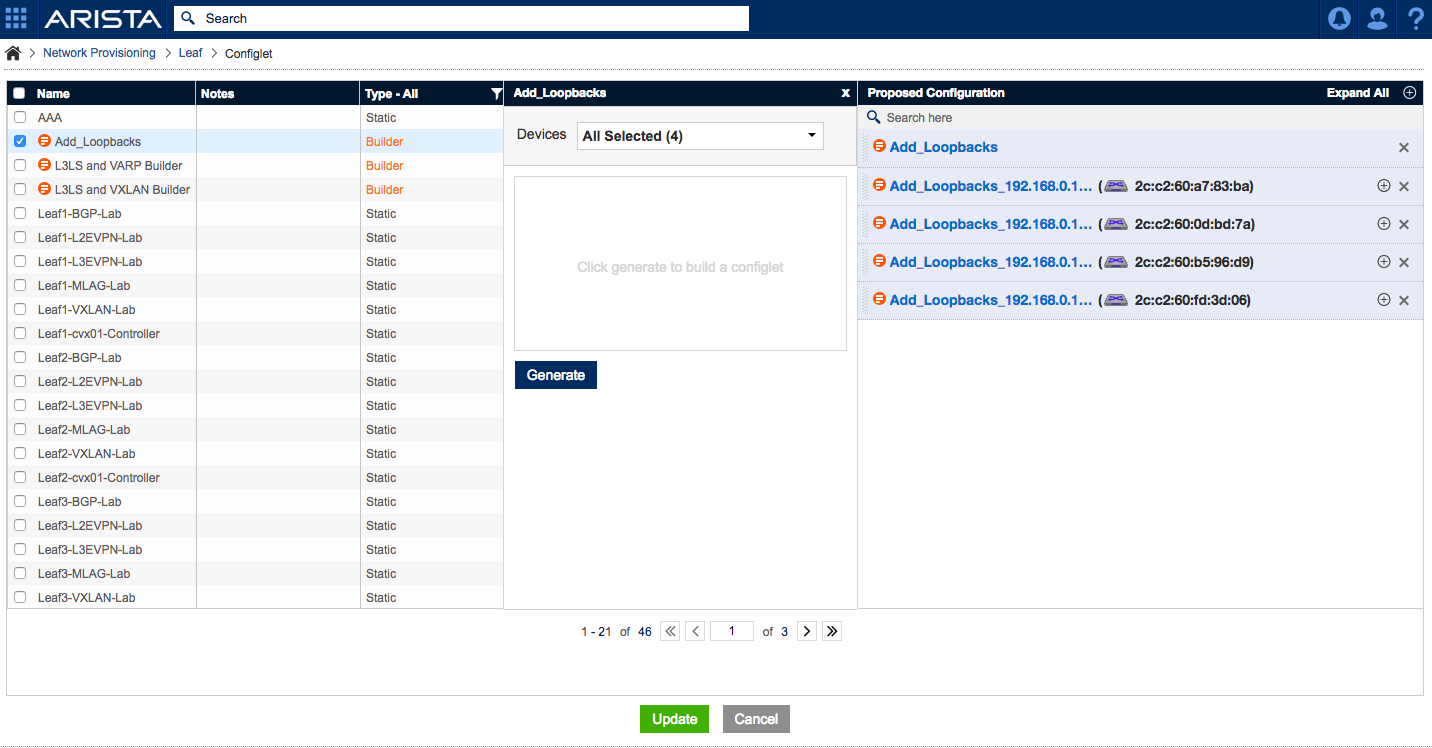 ARISTA Search ?
Network Provisioning > Leaf > Configlet
Name Notes Type - All Add_Loopbacks x Proposed Configuration Expand All
AAA Static
Add_Loopbacks Builder
L3LS and VARP Builder Builder
L3LS and VXLAN Builder Builder
Leaf1-BGP-Lab Static
Leaf1-L2EVPN-Lab Static
Leaf1-L3EVPN-Lab Static
Leaf1-MLAG-Lab Static
Leaf1-VXLAN-Lab Static
Leaf1-cvx01-Controller Static
Leaf2-BGP-Lab Static
Leaf2-L2EVPN-Lab Static
Leaf2-L3EVPN-Lab Static
Leaf2-MLAG-Lab Static
Leaf2-VXLAN-Lab Static
Leaf2-cvx01-Controller Static
Leaf3-BGP-Lab Static
Leaf3-L2EVPN-Lab Static
Leaf3-L3EVPN-Lab Static
Leaf3-MLAG-Lab Static
Leaf3-VXLAN-Lab Static
Devices All Selected (4)
Click generate to build a configlet
Generate
Search here
Add_Loopbacks
Add_Loopbacks_192.168.0.1... ( 2c:c2:60:a7:83:ba)
Add_Loopbacks_192.168.0.1... ( 2c:c2:60:0d:bd:7a)
Add_Loopbacks_192.168.0.1... ( 2c:c2:60:b5:96:d9)
Add_Loopbacks_192.168.0.1... ( 2c:c2:60:fd:3d:06)
1 - 21 of 46 1 of 3
Update Cancel